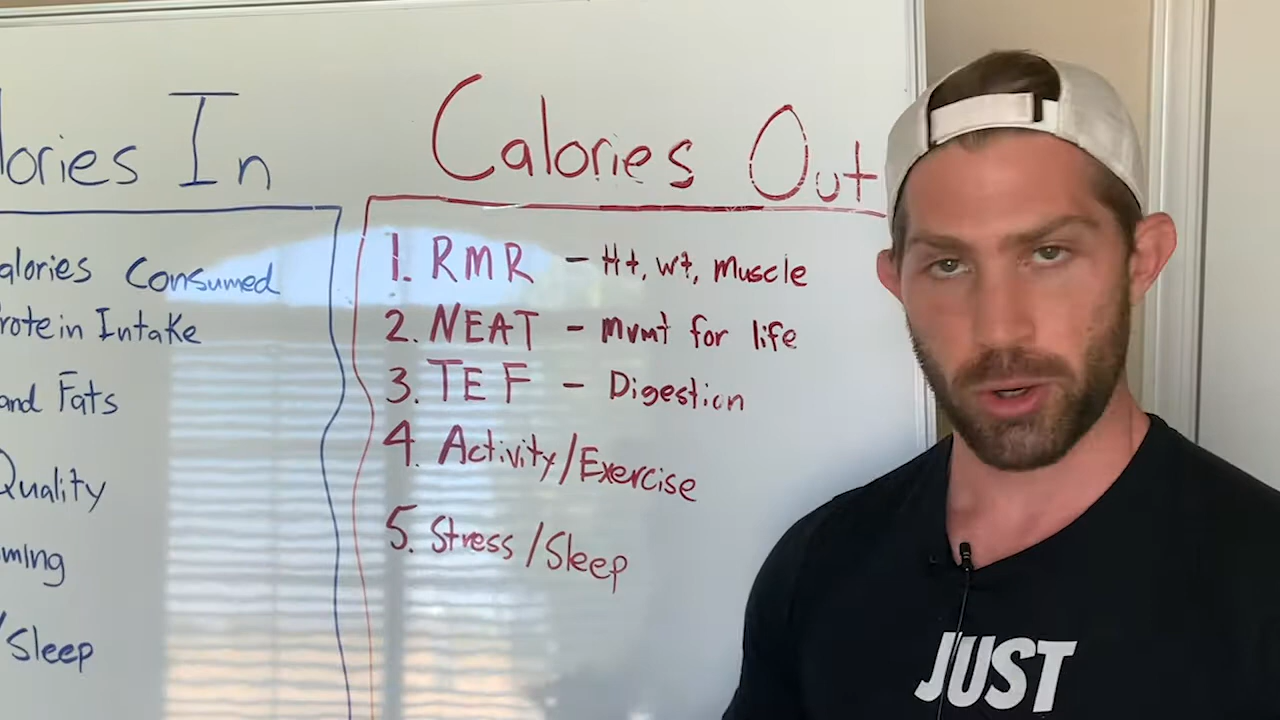 lories In
alories Consumed
rotein Intake
and Fats
Quality
ming
/Sleep
Calories Out
1. RMR - Ht, wt, Muscle
2. NEAT - mvmt for life
3. TEF - Digestion
4. Activity/Exercise
5. Stress/Sleep
JUST